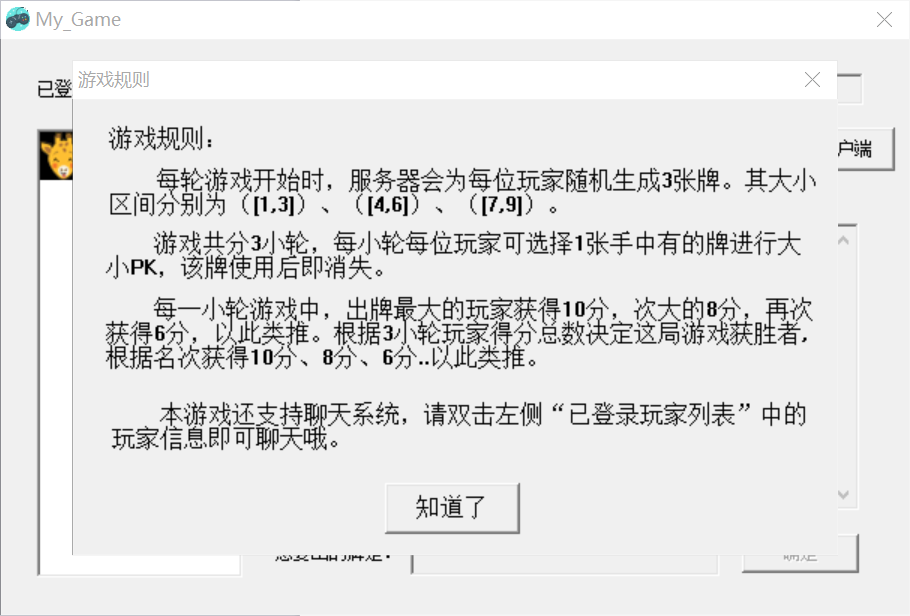 My_Game
已登
游戏规则
户端
游戏规则：
每轮游戏开始时，服务器会为每位玩家随机生成3张牌。其大小
区间分别为（[1,3]）、（[4,6]）、（[7,9]）。
游戏共分3小轮，每小轮每位玩家可选择1张手中有的牌进行大
小PK，该牌使用后即消失。
每一小轮游戏中，出牌最大的玩家获得10分，次大的8分，再次
获得6分，以此类推。根据3小轮玩家得分总数决定这局游戏获胜者,
根据名次获得10分、8分、6分..以此类推。
本游戏还支持聊天系统，请双击左侧“已登录玩家列表”中的
玩家信息即可聊天哦。
知道了